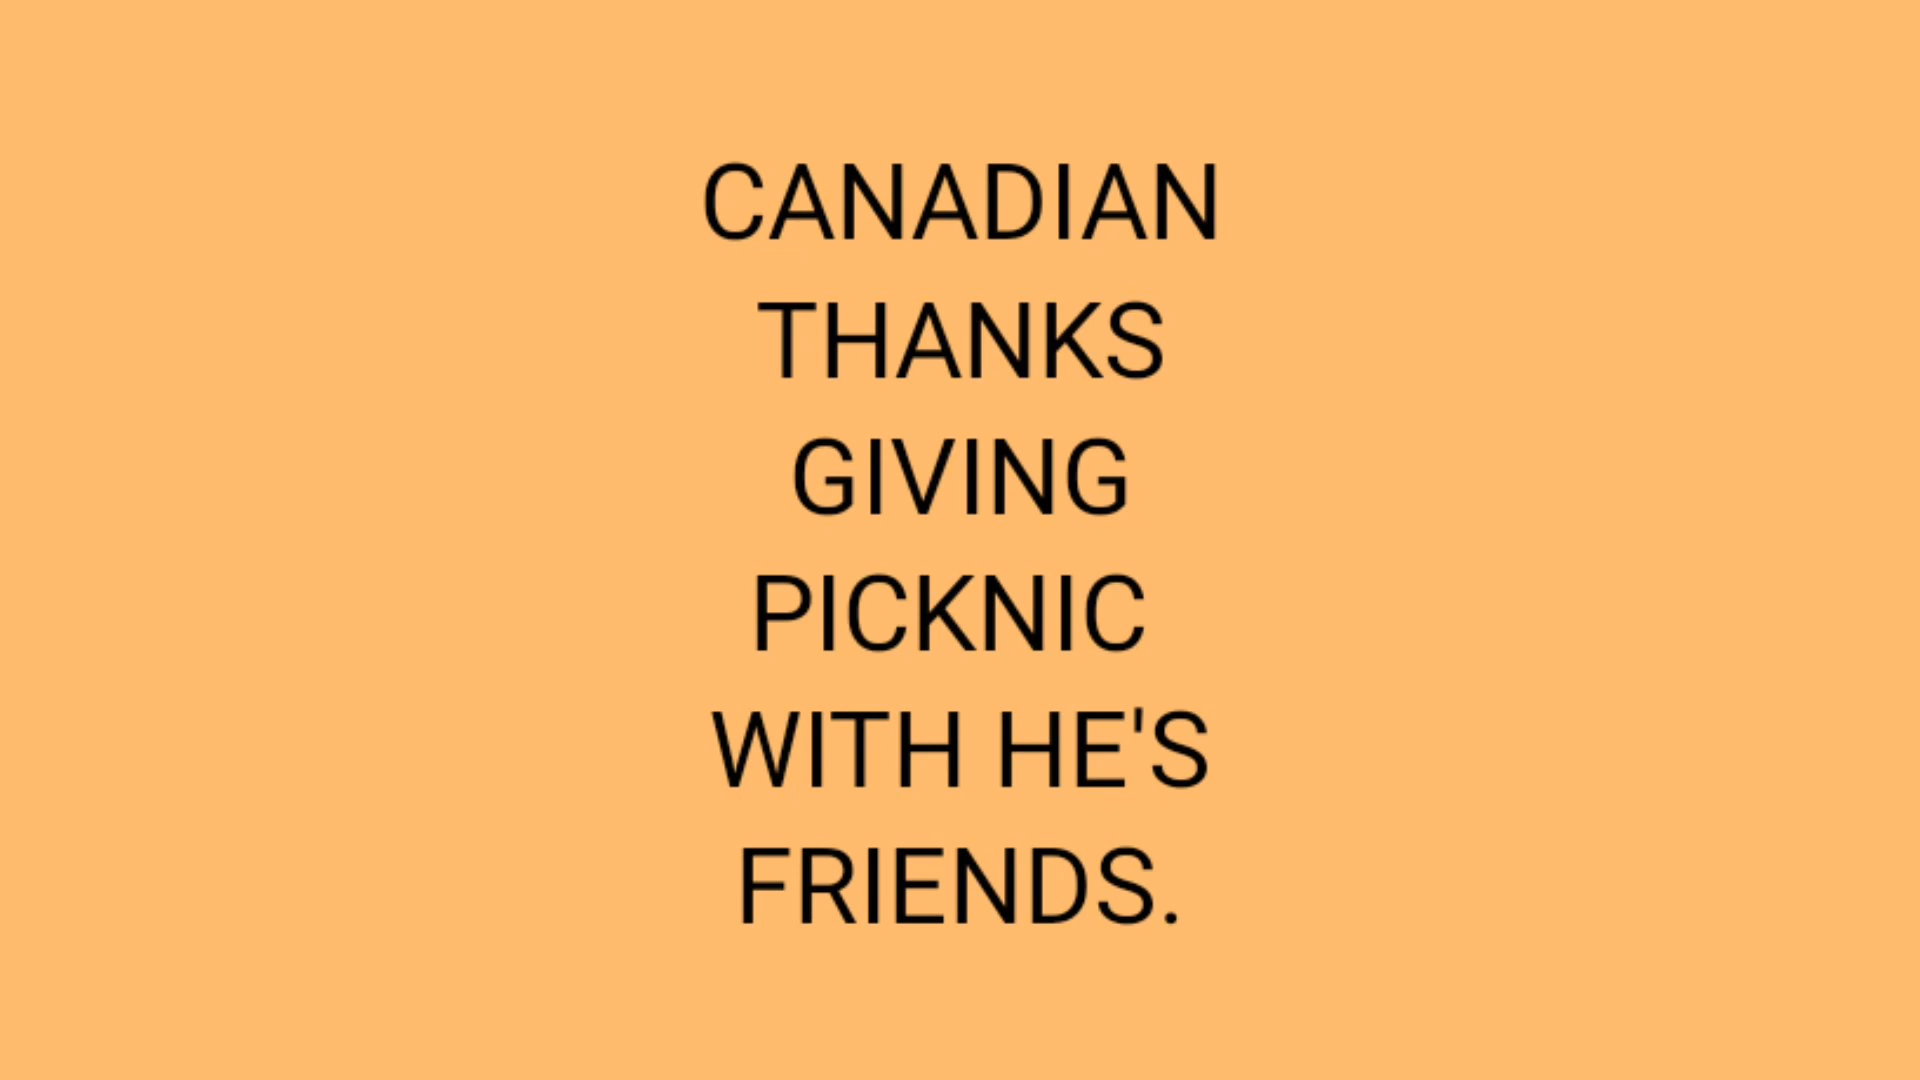 CANADIAN
THANKS
GIVING
PICKNIC
WITH HE'S
FRIENDS.